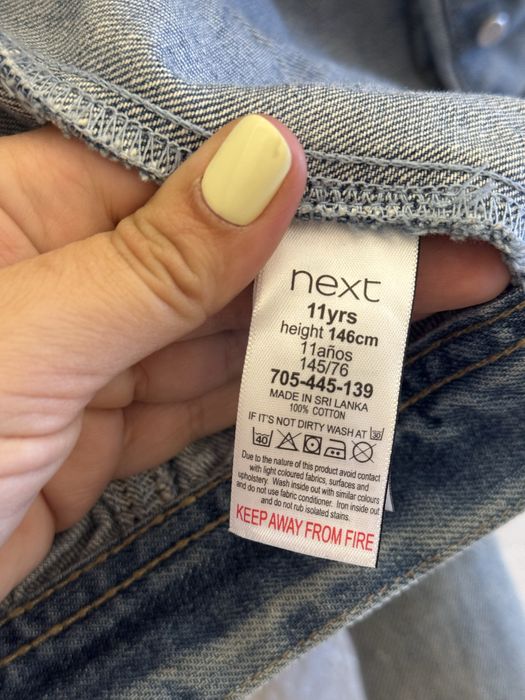 next
11yrs
height 146cm
11años
145/76
705-445-139
MADE IN SRI LANKA
100% COTTON
IF IT'S NOT DIRTY WASH AT 30
40
Due to the nature of this product avoid contact
with light coloured fabrics, surfaces and
upholstery. Wash inside out with similar colours
and do not use fabric conditioner. Iron inside out
and do not rub isolated stains.
KEEP AWAY FROM FIRE